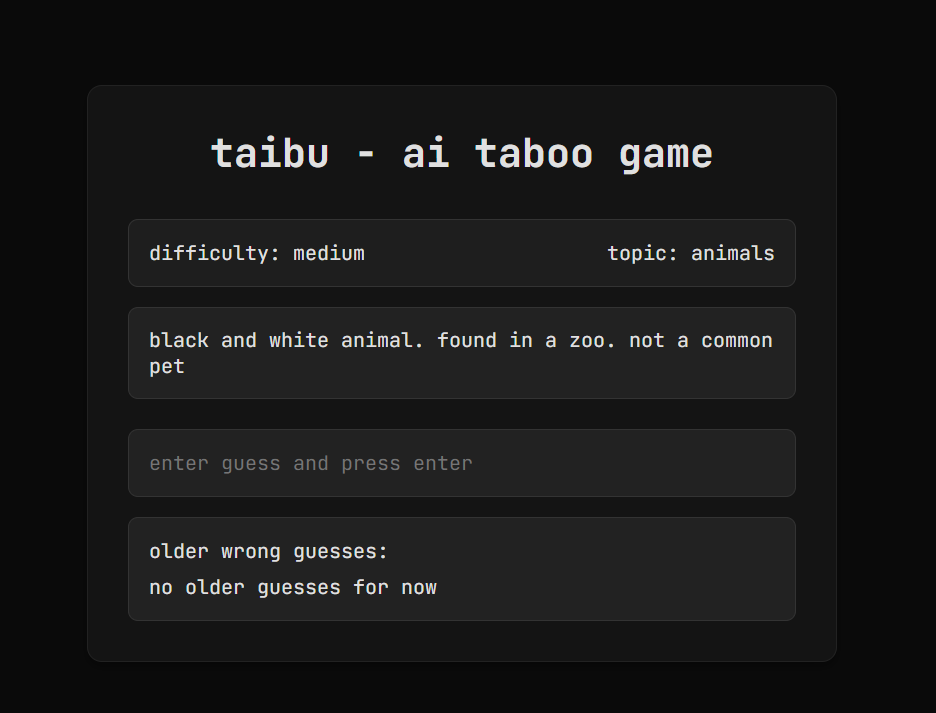 taibu - ai taboo game
difficulty: medium
topic: animals
black and white animal. found in a zoo. not a common
pet
enter guess and press enter
older wrong guesses:
no older guesses for now